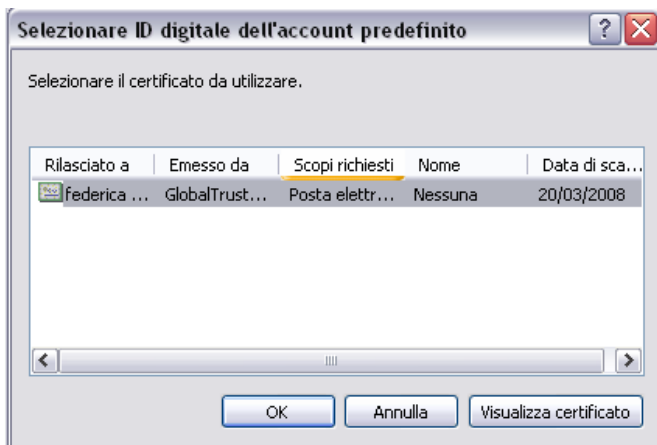 Selezionare ID digitale dell'account predefinito
Selezionare il certificato da utilizzare.
Rilasciato a Emesso da Scopi richiesti Nome Data di sca...
federica ... GlobalTrust... Posta elettr... Nessuna 20/03/2008
OK Annulla Visualizza certificato